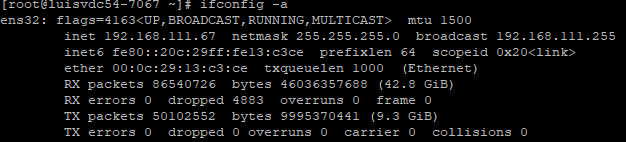 [root@luisvdc54-7067 ~]# ifconfig -a
ens32: flags=4163<UP,BROADCAST,RUNNING,MULTICAST>  mtu 1500
        inet 192.168.111.67  netmask 255.255.255.0  broadcast 192.168.111.255
        inet6 fe80::20c:29ff:fe13:c3ce  prefixlen 64  scopeid 0x20<link>
        ether 00:0c:29:13:c3:ce  txqueuelen 1000  (Ethernet)
        RX packets 86540726  bytes 46036357688 (42.8 GiB)
        RX errors 0  dropped 4883  overruns 0  frame 0
        TX packets 50102552  bytes 9995370441 (9.3 GiB)
        TX errors 0  dropped 0 overruns 0  carrier 0  collisions 0